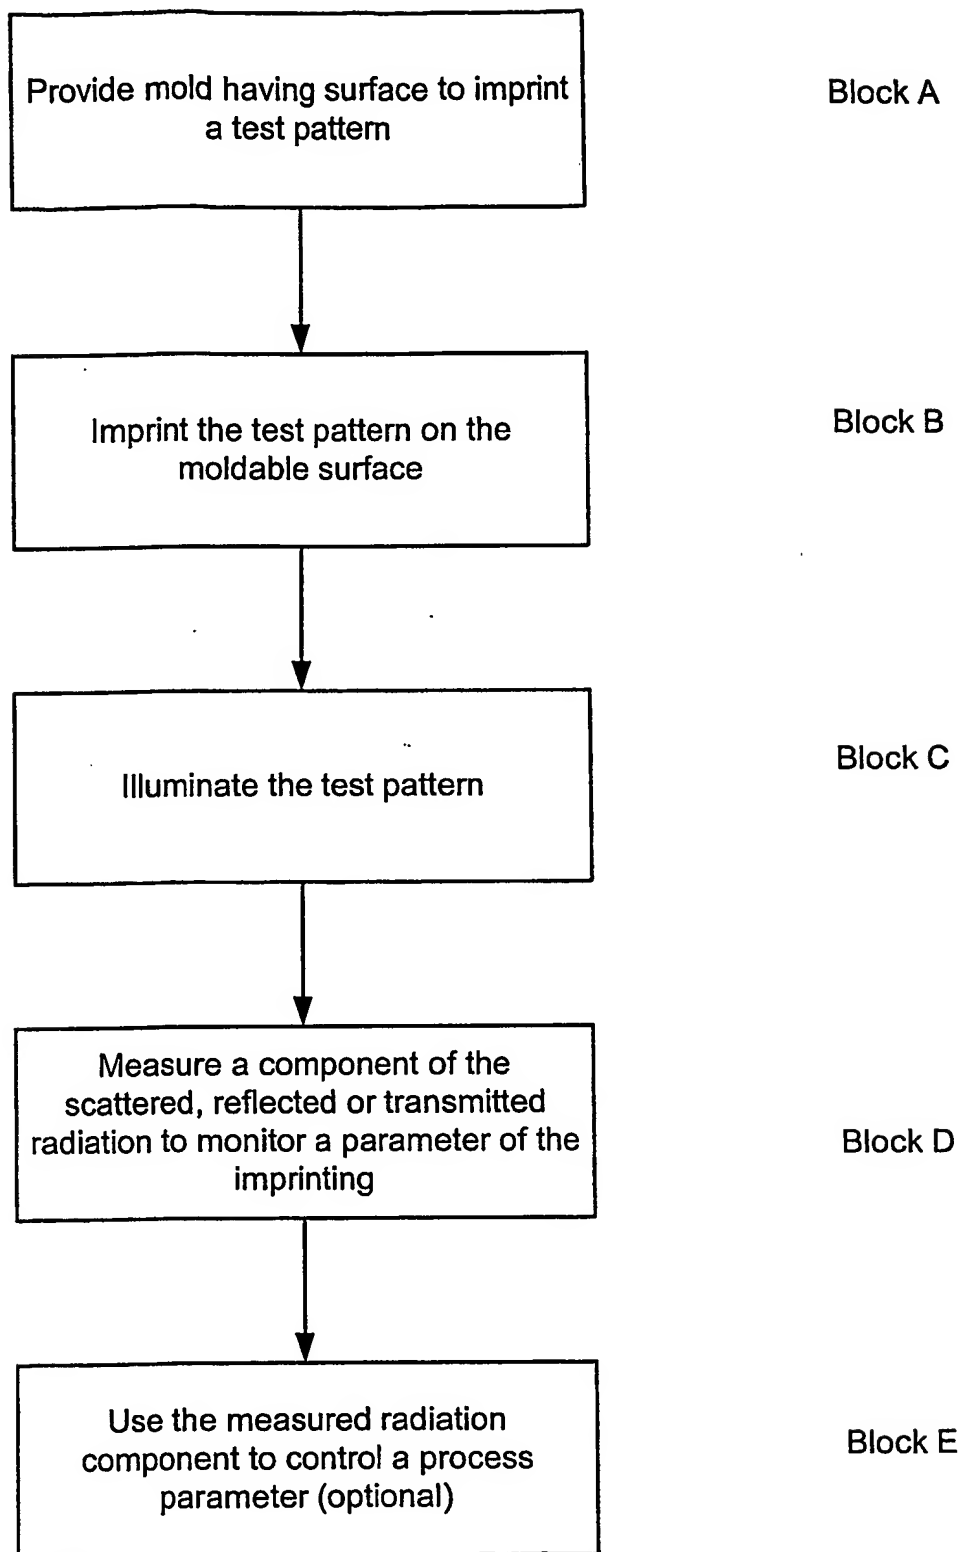 Provide mold having surface to imprint
a test pattern
Block A
Imprint the test pattern on the
moldable surface
Block B
Illuminate the test pattern
Block C
Measure a component of the
scattered, reflected or transmitted
radiation to monitor a parameter of the
imprinting
Block D
Use the measured radiation
component to control a process
parameter (optional)
Block E